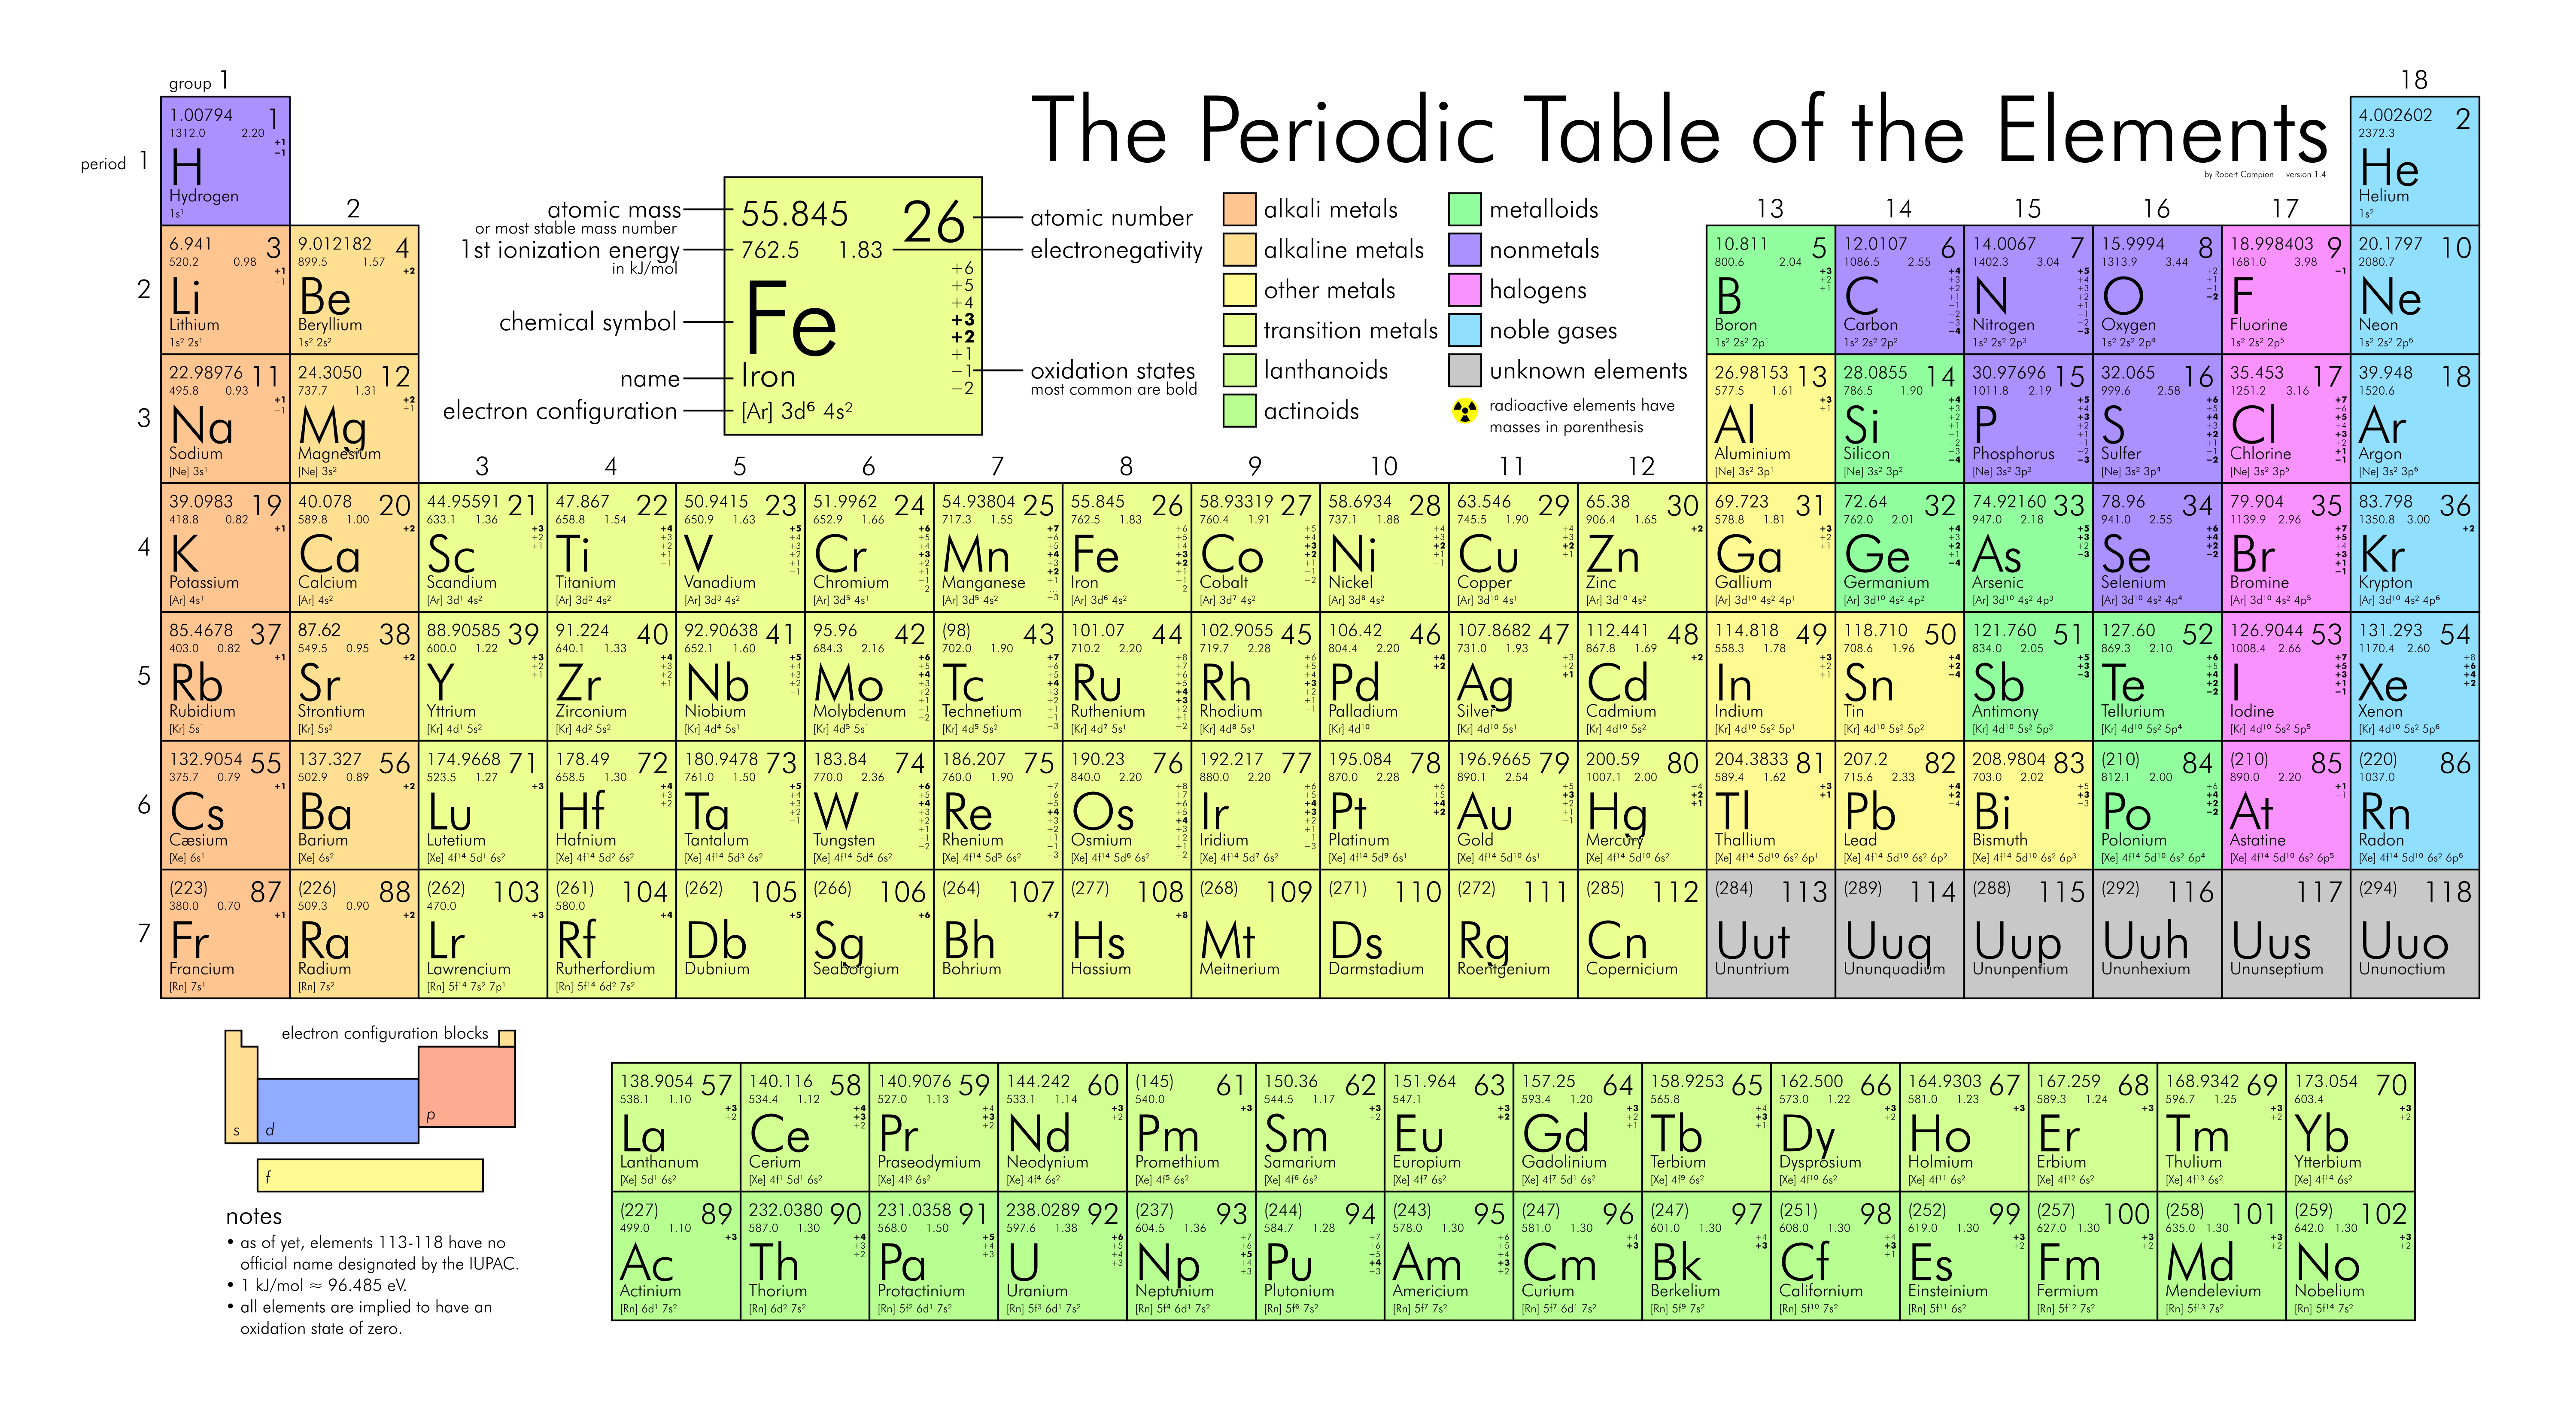 group 1
18
The Periodic Table of the Elements
by Robert Campion version 1.4
period 1
1.00794 1
1312.0 2.20
+1
−1
H
Hydrogen
1s¹
4.002602 2
2372.3
He
Helium
1s²
atomic mass
or most stable mass number
1st ionization energy
in kJ/mol
chemical symbol
name
electron configuration
55.845 26
762.5 1.83
Fe
Iron
[Ar] 3d⁶ 4s²
+6
+5
+4
+3
+2
+1
−1
−2
atomic number
electronegativity
oxidation states
most common are bold
alkali metals
alkaline metals
other metals
transition metals
lanthanoids
actinoids
metalloids
nonmetals
halogens
noble gases
unknown elements
radioactive elements have
masses in parenthesis
2 13 14 15 16 17
2
6.941 3 9.012182 4 10.811 5 12.0107 6 14.0067 7 15.9994 8 18.998403 9 20.1797 10
520.2 0.98 899.5 1.57 800.6 2.04 1086.5 2.55 1402.3 3.04 1313.9 3.44 1681.0 3.98 2080.7
Li Be B C N O F Ne
Lithium Beryllium Boron Carbon Nitrogen Oxygen Fluorine Neon
1s² 2s¹ 1s² 2s² 1s² 2s² 2p¹ 1s² 2s² 2p² 1s² 2s² 2p³ 1s² 2s² 2p⁴ 1s² 2s² 2p⁵ 1s² 2s² 2p⁶
3
22.98976 11 24.3050 12 26.98153 13 28.0855 14 30.97696 15 32.065 16 35.453 17 39.948 18
495.8 0.93 737.7 1.31 577.5 1.61 786.5 1.90 1011.8 2.19 999.6 2.58 1251.2 3.16 1520.6
Na Mg Al Si P S Cl Ar
Sodium Magnesium Aluminium Silicon Phosphorus Sulfer Chlorine Argon
[Ne] 3s¹ [Ne] 3s² [Ne] 3s² 3p¹ [Ne] 3s² 3p² [Ne] 3s² 3p³ [Ne] 3s² 3p⁴ [Ne] 3s² 3p⁵ [Ne] 3s² 3p⁶
3 4 5 6 7 8 9 10 11 12
4
39.0983 19 40.078 20 44.95591 21 47.867 22 50.9415 23 51.9962 24 54.93804 25 55.845 26 58.93319 27 58.6934 28 63.546 29 65.38 30 69.723 31 72.64 32 74.92160 33 78.96 34 79.904 35 83.798 36
418.8 0.82 589.8 1.00 633.1 1.36 658.8 1.54 650.9 1.63 652.9 1.66 717.3 1.55 762.5 1.83 760.4 1.91 737.1 1.88 745.5 1.90 906.4 1.65 578.8 1.81 762.0 2.01 947.0 2.18 941.0 2.55 1139.9 2.96 1350.8 3.00
K Ca Sc Ti V Cr Mn Fe Co Ni Cu Zn Ga Ge As Se Br Kr
Potassium Calcium Scandium Titanium Vanadium Chromium Manganese Iron Cobalt Nickel Copper Zinc Gallium Germanium Arsenic Selenium Bromine Krypton
[Ar] 4s¹ [Ar] 4s² [Ar] 3d¹ 4s² [Ar] 3d² 4s² [Ar] 3d³ 4s² [Ar] 3d⁵ 4s¹ [Ar] 3d⁵ 4s² [Ar] 3d⁶ 4s² [Ar] 3d⁷ 4s² [Ar] 3d⁸ 4s² [Ar] 3d¹⁰ 4s¹ [Ar] 3d¹⁰ 4s² [Ar] 3d¹⁰ 4s² 4p¹ [Ar] 3d¹⁰ 4s² 4p² [Ar] 3d¹⁰ 4s² 4p³ [Ar] 3d¹⁰ 4s² 4p⁴ [Ar] 3d¹⁰ 4s² 4p⁵ [Ar] 3d¹⁰ 4s² 4p⁶
5
85.4678 37 87.62 38 88.90585 39 91.224 40 92.90638 41 95.96 42 (98) 43 101.07 44 102.9055 45 106.42 46 107.8682 47 112.441 48 114.818 49 118.710 50 121.760 51 127.60 52 126.9044 53 131.293 54
403.0 0.82 549.5 0.95 600.0 1.22 640.1 1.33 652.1 1.60 684.3 2.16 702.0 1.90 710.2 2.20 719.7 2.28 804.4 2.20 731.0 1.93 867.8 1.69 558.3 1.78 708.6 1.96 834.0 2.05 869.3 2.10 1008.4 2.66 1170.4 2.60
Rb Sr Y Zr Nb Mo Tc Ru Rh Pd Ag Cd In Sn Sb Te I Xe
Rubidium Strontium Yttrium Zirconium Niobium Molybdenum Technetium Ruthenium Rhodium Palladium Silver Cadmium Indium Tin Antimony Tellurium Iodine Xenon
[Kr] 5s¹ [Kr] 5s² [Kr] 4d¹ 5s² [Kr] 4d² 5s² [Kr] 4d⁴ 5s¹ [Kr] 4d⁵ 5s¹ [Kr] 4d⁵ 5s² [Kr] 4d⁷ 5s¹ [Kr] 4d⁸ 5s¹ [Kr] 4d¹⁰ [Kr] 4d¹⁰ 5s¹ [Kr] 4d¹⁰ 5s² [Kr] 4d¹⁰ 5s² 5p¹ [Kr] 4d¹⁰ 5s² 5p² [Kr] 4d¹⁰ 5s² 5p³ [Kr] 4d¹⁰ 5s² 5p⁴ [Kr] 4d¹⁰ 5s² 5p⁵ [Kr] 4d¹⁰ 5s² 5p⁶
6
132.9054 55 137.327 56 174.9668 71 178.49 72 180.9478 73 183.84 74 186.207 75 190.23 76 192.217 77 195.084 78 196.9665 79 200.59 80 204.3833 81 207.2 82 208.9804 83 (210) 84 (210) 85 (220) 86
375.7 0.79 502.9 0.89 523.5 1.27 658.5 1.30 761.0 1.50 770.0 2.36 760.0 1.90 840.0 2.20 880.0 2.20 870.0 2.28 890.1 2.54 1007.1 2.00 589.4 1.62 715.6 2.33 703.0 2.02 812.1 2.00 890.0 2.20 1037.0
Cs Ba Lu Hf Ta W Re Os Ir Pt Au Hg Tl Pb Bi Po At Rn
Cæsium Barium Lutetium Hafnium Tantalum Tungsten Rhenium Osmium Iridium Platinum Gold Mercury Thallium Lead Bismuth Polonium Astatine Radon
[Xe] 6s¹ [Xe] 6s² [Xe] 4f¹⁴ 5d¹ 6s² [Xe] 4f¹⁴ 5d² 6s² [Xe] 4f¹⁴ 5d³ 6s² [Xe] 4f¹⁴ 5d⁴ 6s² [Xe] 4f¹⁴ 5d⁵ 6s² [Xe] 4f¹⁴ 5d⁶ 6s² [Xe] 4f¹⁴ 5d⁷ 6s² [Xe] 4f¹⁴ 5d⁹ 6s¹ [Xe] 4f¹⁴ 5d¹⁰ 6s¹ [Xe] 4f¹⁴ 5d¹⁰ 6s² [Xe] 4f¹⁴ 5d¹⁰ 6s² 6p¹ [Xe] 4f¹⁴ 5d¹⁰ 6s² 6p² [Xe] 4f¹⁴ 5d¹⁰ 6s² 6p³ [Xe] 4f¹⁴ 5d¹⁰ 6s² 6p⁴ [Xe] 4f¹⁴ 5d¹⁰ 6s² 6p⁵ [Xe] 4f¹⁴ 5d¹⁰ 6s² 6p⁶
7
(223) 87 (226) 88 (262) 103 (261) 104 (262) 105 (266) 106 (264) 107 (277) 108 (268) 109 (271) 110 (272) 111 (285) 112 (284) 113 (289) 114 (288) 115 (292) 116 117 (294) 118
380.0 0.70 509.3 0.90 470.0 580.0
+1 +2 +3 +4 +5 +6 +7 +8
Fr Ra Lr Rf Db Sg Bh Hs Mt Ds Rg Cn Uut Uuq Uup Uuh Uus Uuo
Francium Radium Lawrencium Rutherfordium Dubnium Seaborgium Bohrium Hassium Meitnerium Darmstadium Roentgenium Copernicium Ununtrium Ununquadium Ununpentium Ununhexium Ununseptium Ununoctium
[Rn] 7s¹ [Rn] 7s² [Rn] 5f¹⁴ 7s² 7p¹ [Rn] 5f¹⁴ 6d² 7s²
electron configuration blocks
s d p
f
notes
• as of yet, elements 113-118 have no
official name designated by the IUPAC.
• 1 kJ/mol ≈ 96.485 eV.
• all elements are implied to have an
oxidation state of zero.
138.9054 57 140.116 58 140.9076 59 144.242 60 (145) 61 150.36 62 151.964 63 157.25 64 158.9253 65 162.500 66 164.9303 67 167.259 68 168.9342 69 173.054 70
538.1 1.10 534.4 1.12 527.0 1.13 533.1 1.14 540.0 544.5 1.17 547.1 593.4 1.20 565.8 573.0 1.22 581.0 1.23 589.3 1.24 596.7 1.25 603.4
La Ce Pr Nd Pm Sm Eu Gd Tb Dy Ho Er Tm Yb
Lanthanum Cerium Praseodymium Neodynium Promethium Samarium Europium Gadolinium Terbium Dysprosium Holmium Erbium Thulium Ytterbium
[Xe] 5d¹ 6s² [Xe] 4f¹ 5d¹ 6s² [Xe] 4f³ 6s² [Xe] 4f⁴ 6s² [Xe] 4f⁵ 6s² [Xe] 4f⁶ 6s² [Xe] 4f⁷ 6s² [Xe] 4f⁷ 5d¹ 6s² [Xe] 4f⁹ 6s² [Xe] 4f¹⁰ 6s² [Xe] 4f¹¹ 6s² [Xe] 4f¹² 6s² [Xe] 4f¹³ 6s² [Xe] 4f¹⁴ 6s²
(227) 89 232.0380 90 231.0358 91 238.0289 92 (237) 93 (244) 94 (243) 95 (247) 96 (247) 97 (251) 98 (252) 99 (257) 100 (258) 101 (259) 102
499.0 1.10 587.0 1.30 568.0 1.50 597.6 1.38 604.5 1.36 584.7 1.28 578.0 1.30 581.0 1.30 601.0 1.30 608.0 1.30 619.0 1.30 627.0 1.30 635.0 1.30 642.0 1.30
Ac Th Pa U Np Pu Am Cm Bk Cf Es Fm Md No
Actinium Thorium Protactinium Uranium Neptunium Plutonium Americium Curium Berkelium Californium Einsteinium Fermium Mendelevium Nobelium
[Rn] 6d¹ 7s² [Rn] 6d² 7s² [Rn] 5f² 6d¹ 7s² [Rn] 5f³ 6d¹ 7s² [Rn] 5f⁴ 6d¹ 7s² [Rn] 5f⁶ 7s² [Rn] 5f⁷ 7s² [Rn] 5f⁷ 6d¹ 7s² [Rn] 5f⁹ 7s² [Rn] 5f¹⁰ 7s² [Rn] 5f¹¹ 6s² [Rn] 5f¹² 7s² [Rn] 5f¹³ 7s² [Rn] 5f¹⁴ 7s²